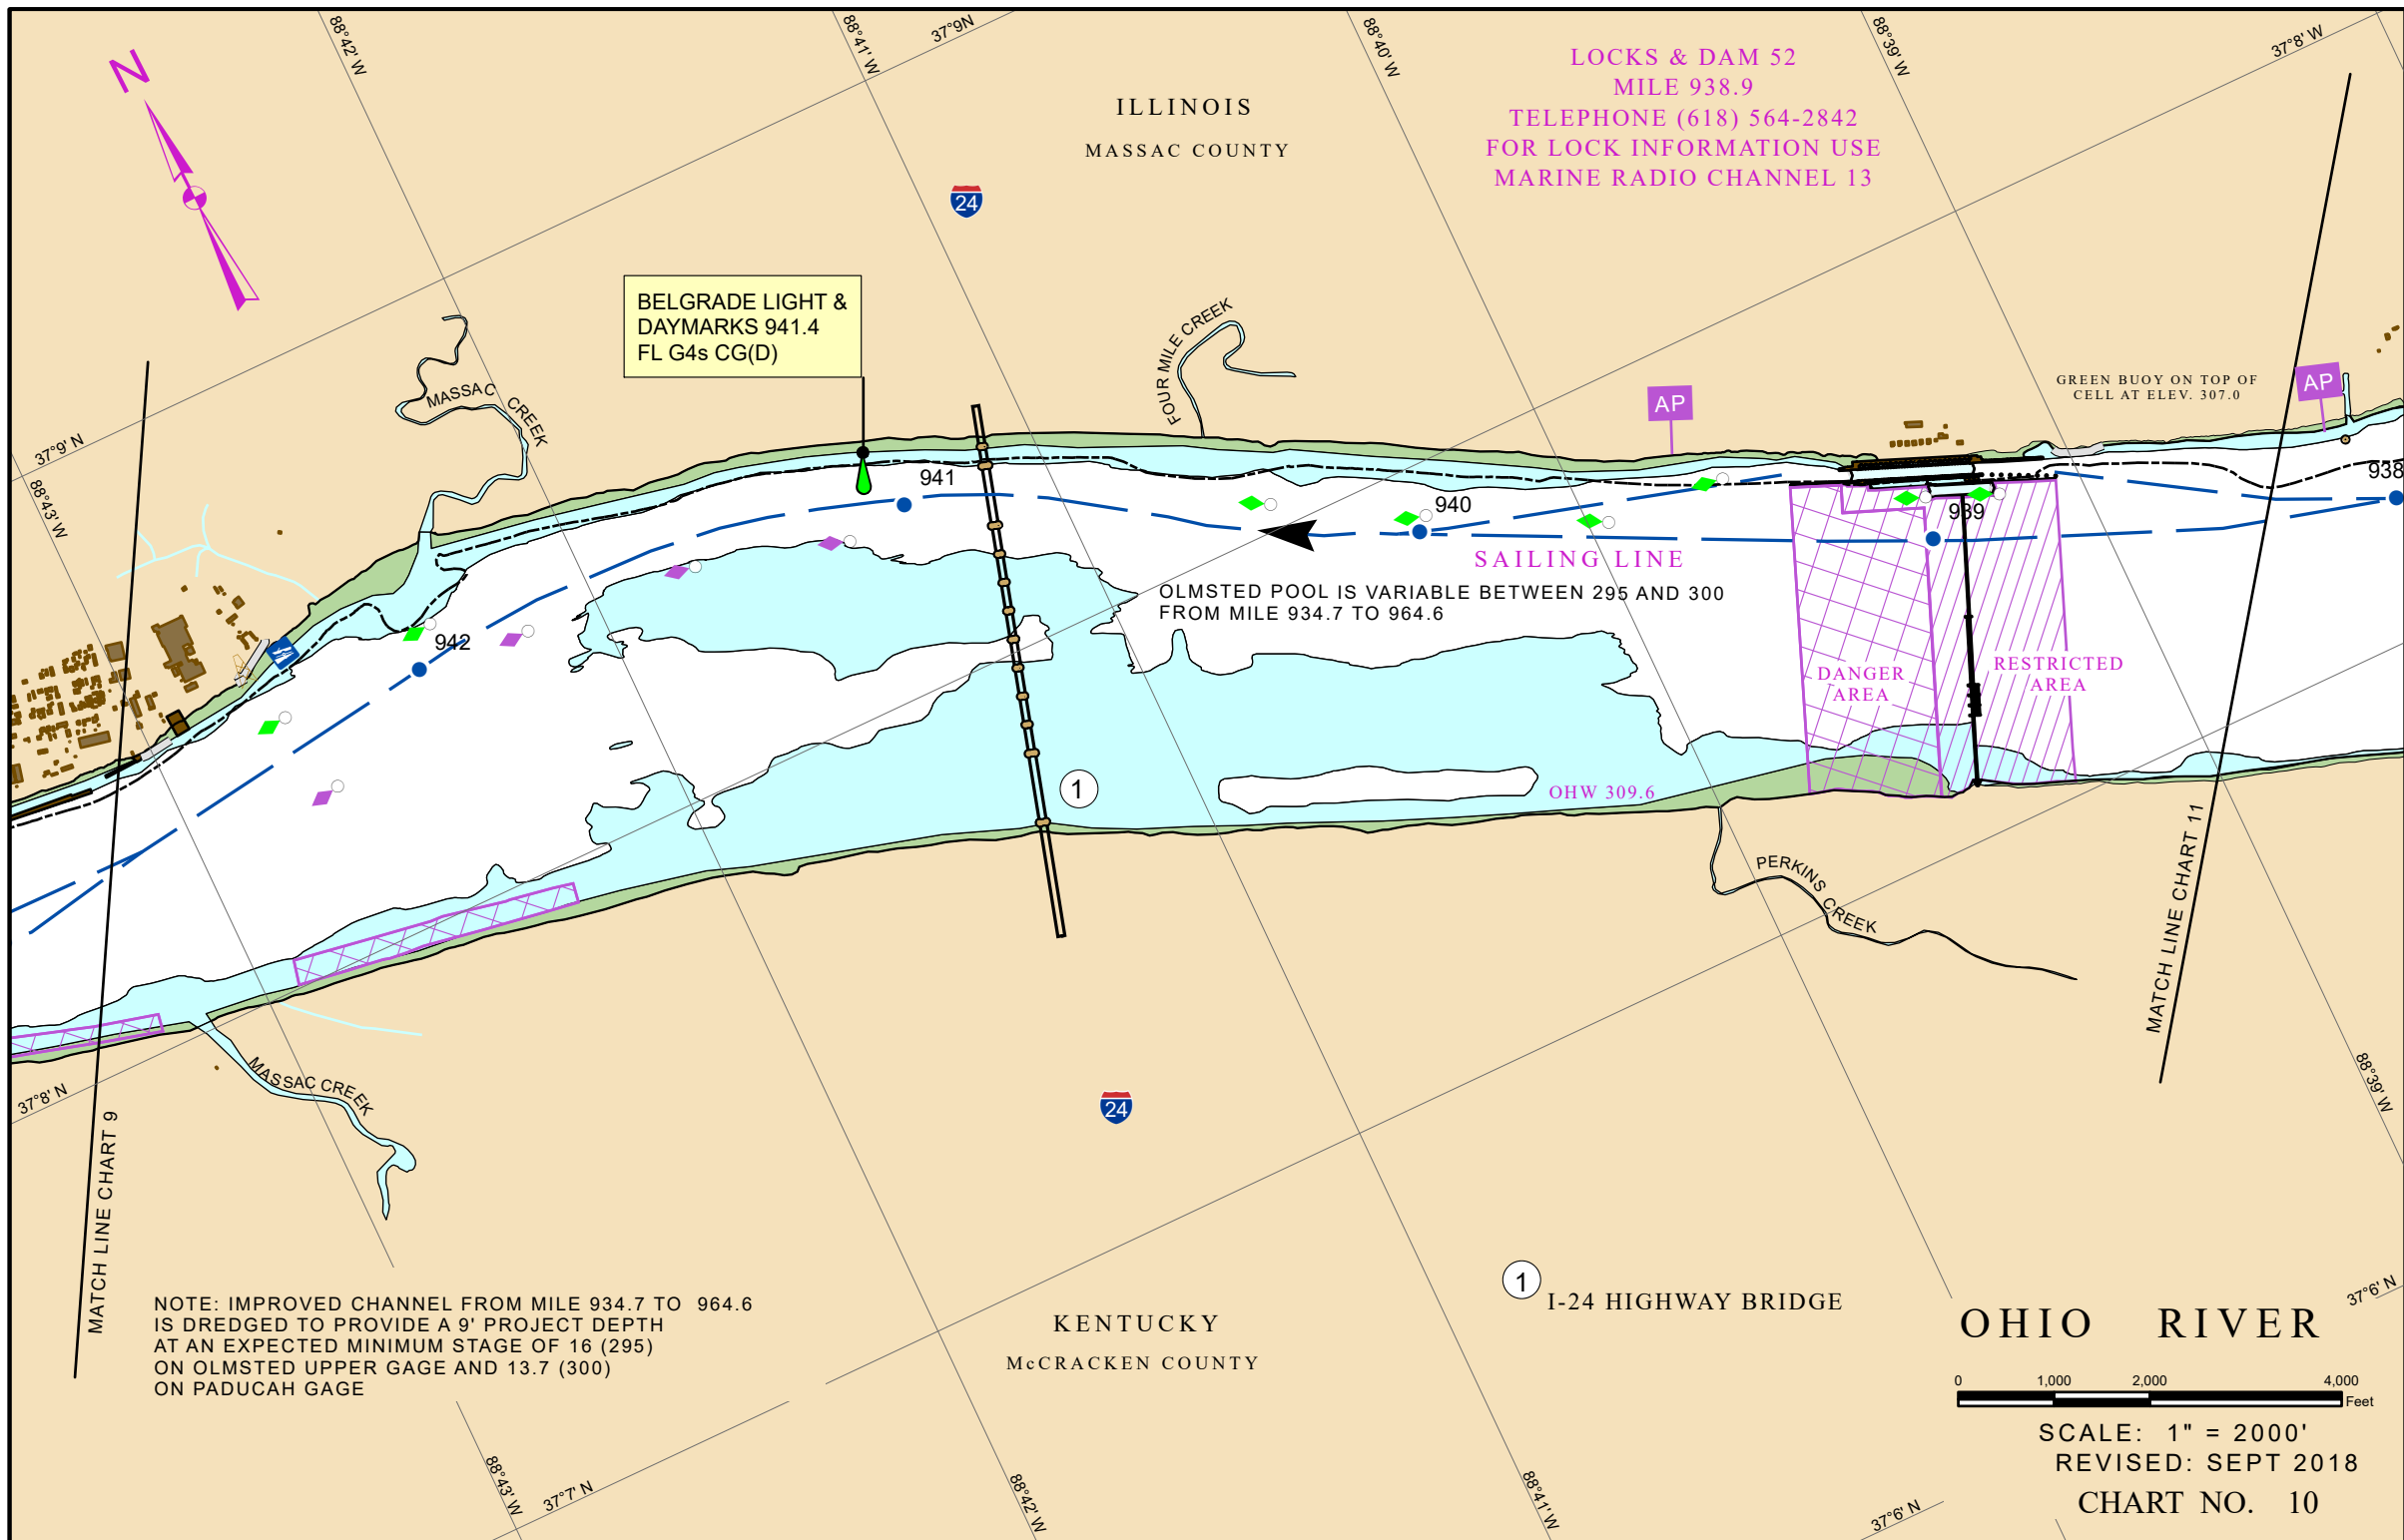 88°42' W
88°41' W
37°9'N
88°40' W
88°39' W
37°8' W
N
ILLINOIS
MASSAC COUNTY
LOCKS & DAM 52
MILE 938.9
TELEPHONE (618) 564-2842
FOR LOCK INFORMATION USE
MARINE RADIO CHANNEL 13
24
BELGRADE LIGHT &
DAYMARKS 941.4
FL G4s CG(D)
MASSAC CREEK
FOUR MILE CREEK
AP
GREEN BUOY ON TOP OF
CELL AT ELEV. 307.0
AP
37°9' N
88°43' W
941
940
939
938
942
SAILING LINE
OLMSTED POOL IS VARIABLE BETWEEN 295 AND 300
FROM MILE 934.7 TO 964.6
DANGER
AREA
RESTRICTED
AREA
1
OHW 309.6
PERKINS CREEK
MATCH LINE CHART 11
37°8' N
MASSAC CREEK
MATCH LINE CHART 9
24
88°39' W
NOTE: IMPROVED CHANNEL FROM MILE 934.7 TO 964.6
IS DREDGED TO PROVIDE A 9' PROJECT DEPTH
AT AN EXPECTED MINIMUM STAGE OF 16 (295)
ON OLMSTED UPPER GAGE AND 13.7 (300)
ON PADUCAH GAGE
KENTUCKY
McCRACKEN COUNTY
1 I-24 HIGHWAY BRIDGE
37°6' N
OHIO RIVER
0 1,000 2,000 4,000
Feet
SCALE: 1" = 2000'
REVISED: SEPT 2018
CHART NO. 10
88°43' W
37°7' N
88°42' W
88°41' W
37°6' N